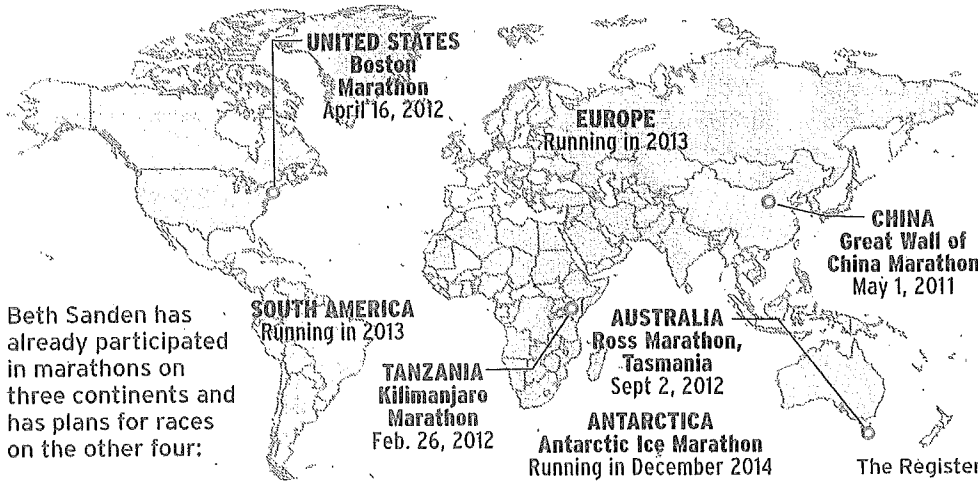 UNITED STATES
Boston
Marathon
April 16, 2012
EUROPE
Running in 2013
CHINA
Great Wall of
China Marathon
May 1, 2011
SOUTH AMERICA
Running in 2013
TANZANIA
Kilimanjaro
Marathon
Feb. 26, 2012
AUSTRALIA
Ross Marathon,
Tasmania
Sept 2, 2012
ANTARCTICA
Antarctic Ice Marathon
Running in December 2014
Beth Sanden has
already participated
in marathons on
three continents and
has plans for races
on the other four:
The Register